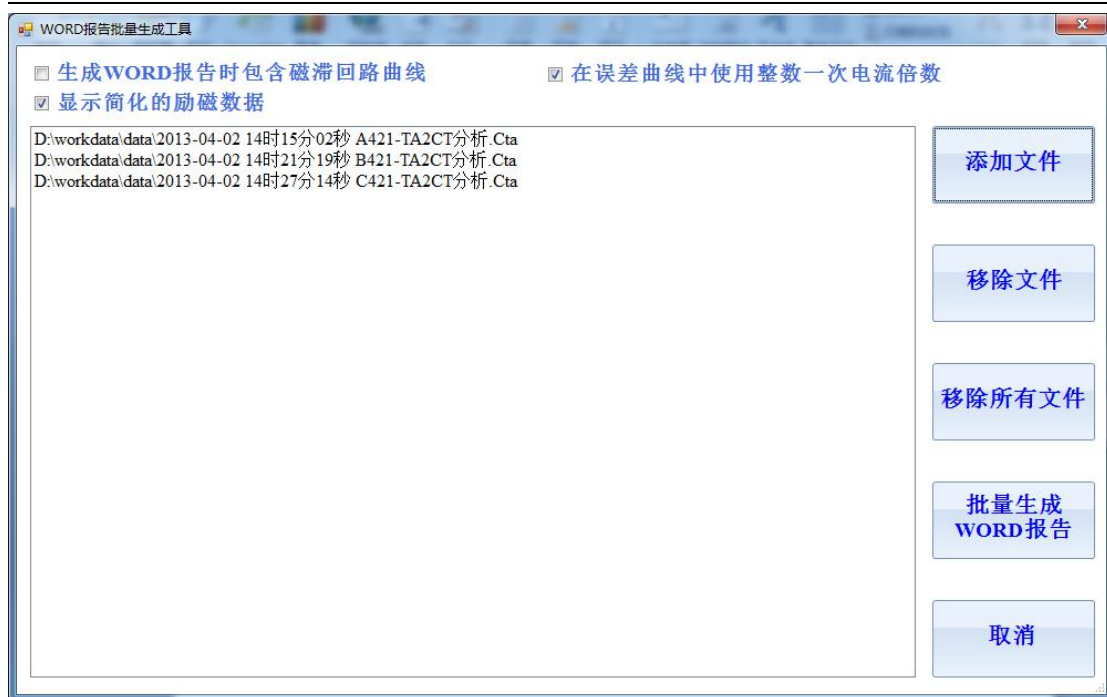 WORD报告批量生成工具
生成WORD报告时包含磁滞回路曲线
在误差曲线中使用整数一次电流倍数
显示简化的励磁数据
D:\workdata\data\2013-04-02 14时15分02秒 A421-TA2CT分析.Cta
D:\workdata\data\2013-04-02 14时21分19秒 B421-TA2CT分析.Cta
D:\workdata\data\2013-04-02 14时27分14秒 C421-TA2CT分析.Cta
添加文件
移除文件
移除所有文件
批量生成
WORD报告
取消